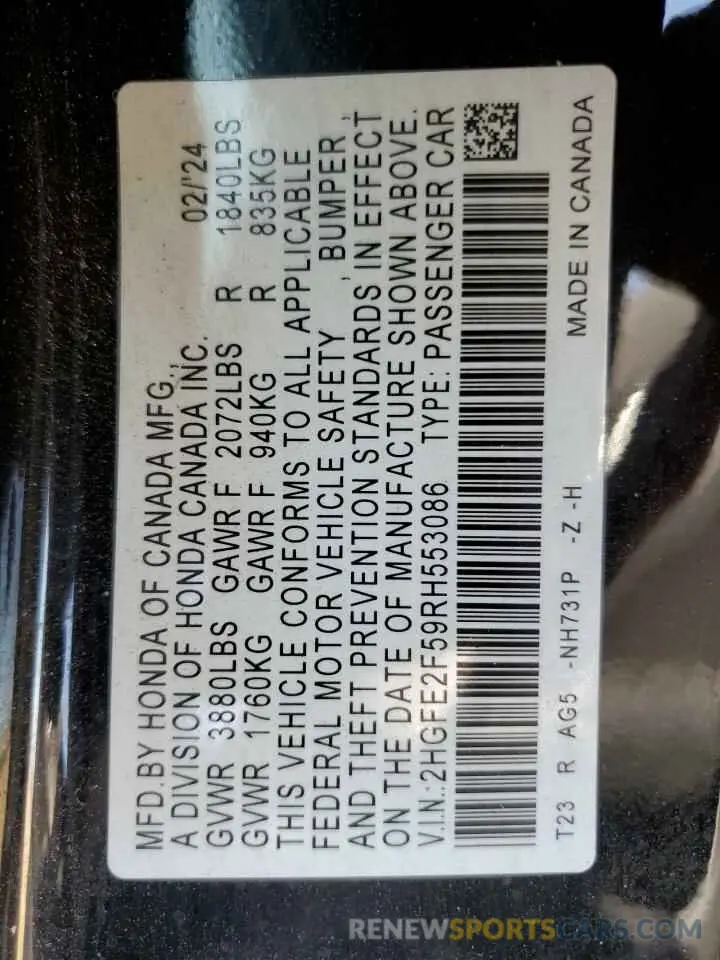 MFD.BY HONDA OF CANADA MFG., 02/'24
A DIVISION OF HONDA CANADA INC.
GVWR 3880LBS GAWR F 2072LBS R 1840LBS
GVWR 1760KG GAWR F 940KG R 835KG
THIS VEHICLE CONFORMS TO ALL APPLICABLE
FEDERAL MOTOR VEHICLE SAFETY , BUMPER ,
AND THEFT PREVENTION STANDARDS IN EFFECT
ON THE DATE OF MANUFACTURE SHOWN ABOVE.
V.I.N.:2HGFE2F59RH553086 TYPE: PASSENGER CAR
T23 R AG5 -NH731P -Z -H MADE IN CANADA
RENEWSPORTSCARS.COM